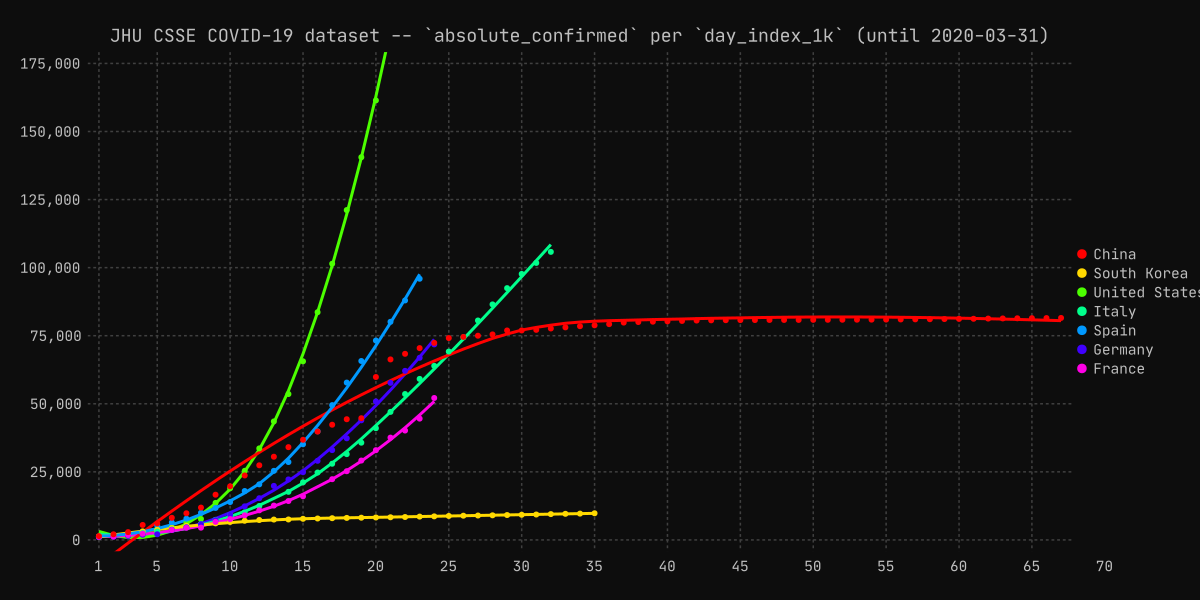 JHU CSSE COVID-19 dataset -- `absolute_confirmed` per `day_index_1k` (until 2020-03-31)
175,000
150,000
125,000
100,000
75,000
50,000
25,000
0
1 5 10 15 20 25 30 35 40 45 50 55 60 65 70
China
South Korea
United States
Italy
Spain
Germany
France